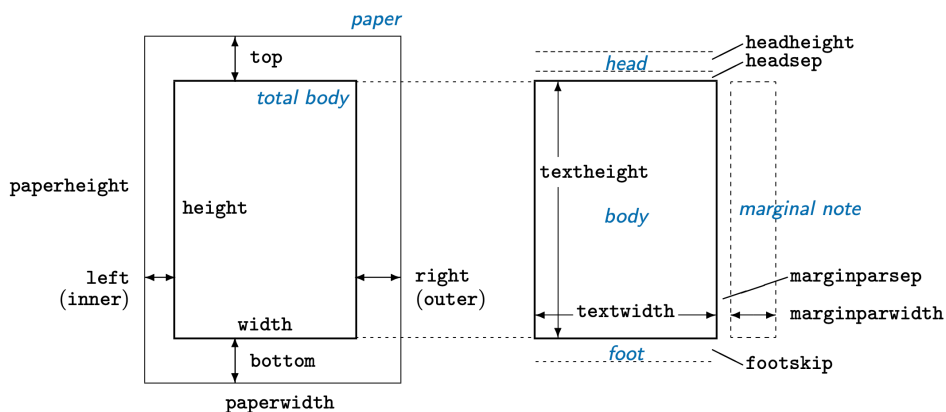 paper
top
total body
paperheight
height
left
(inner)
right
(outer)
width
bottom
paperwidth
headheight
head
headsep
textheight
body
marginal note
marginparsep
textwidth
marginparwidth
foot
footskip